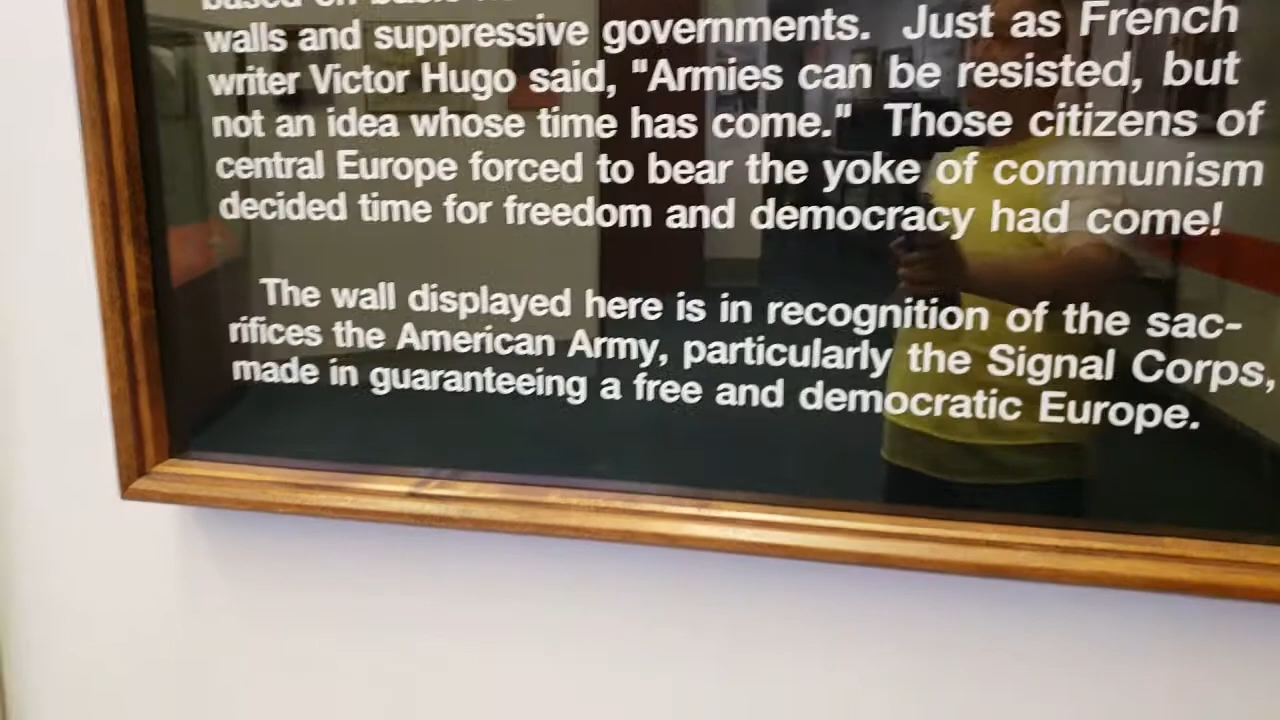 based on
walls and suppressive governments. Just as French
writer Victor Hugo said, "Armies can be resisted, but
not an idea whose time has come." Those citizens of
central Europe forced to bear the yoke of communism
decided time for freedom and democracy had come!
The wall displayed here is in recognition of the sac-
rifices the American Army, particularly the Signal Corps,
made in guaranteeing a free and democratic Europe.